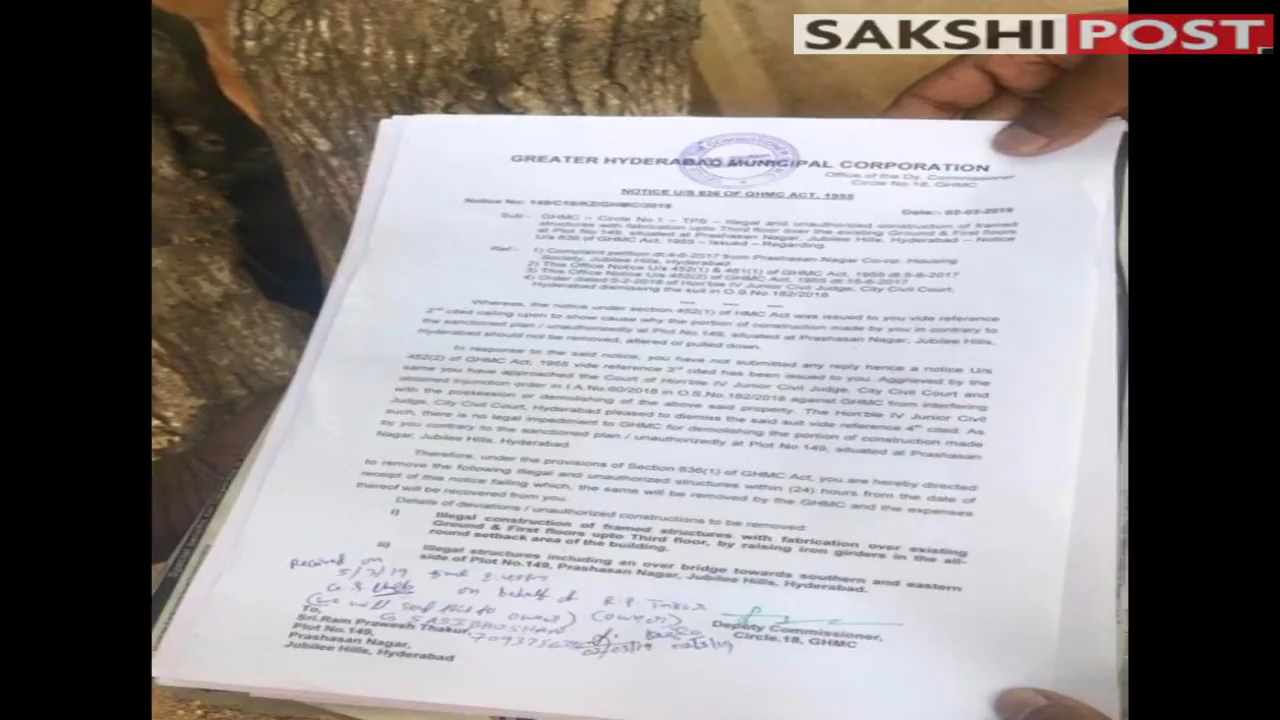 SAKSHI POST
GREATER HYDERABAD MUNICIPAL CORPORATION
Office of the Dy. Commissioner
Circle No.18, GHMC
NOTICE U/S 636 OF GHMC ACT, 1955
Notice No: 149/C18/KZ/GHMC/2019 Date:- 02-03-2019
Sub:- GHMC – Circle No.1 – TPS – Illegal and unauthorized construction of framed
structures with fabrication upto Third floor over the existing Ground & First floors
at Plot No.149, situated at Prashasan Nagar, Jubilee Hills, Hyderabad – Notice
U/s 636 of GHMC Act, 1955 – Issued – Regarding.
Ref:- 1) Complaint petition dt:4-6-2017 from Prashasan Nagar Co-op. Housing
Society, Jubilee Hills, Hyderabad
2) This Office Notice U/s 452(1) & 461(1) of GHMC Act, 1955 dt:5-6-2017
3) This Office Notice U/s 452(2) of GHMC Act, 1955 dt:16-6-2017
4) Order dated:5-2-2018 of Hon'ble IV Junior Civil Judge, City Civil Court,
Hyderabad dismissing the suit in O.S.No.182/2018
Whereas, the notice under section 452(1) of HMC Act was issued to you vide reference
2nd cited calling upon to show cause why the portion of construction made by you in contrary to
the sanctioned plan / unauthorizedly at Plot No.149, situated at Prashasan Nagar, Jubilee Hills,
Hyderabad should not be removed, altered or pulled down.
In response to the said notice, you have not submitted any reply hence a notice U/s
452(2) of GHMC Act, 1955 vide reference 3rd cited has been issued to you. Aggrieved by the
same you have approached the Court of Hon'ble IV Junior Civil Judge, City Civil Court and
obtained Injunction order in I.A.No.60/2018 in O.S.No.182/2018 against GHMC from interfering
with the possession or demolishing of the above said property. The Hon'ble IV Junior Civil
Judge, City Civil Court, Hyderabad pleased to dismiss the said suit vide reference 4th cited. As
such, there is no legal impediment to GHMC for demolishing the portion of construction made
by you contrary to the sanctioned plan / unauthorizedly at Plot No.149, situated at Prashasan
Nagar, Jubilee Hills, Hyderabad.
Therefore, under the provisions of Section 636(1) of GHMC Act, you are hereby directed
to remove the following illegal and unauthorized structures within (24) hours from the date of
receipt of this notice failing which, the same will be removed by the GHMC and the expenses
thereof will be recovered from you.
Details of deviations / unauthorized constructions to be removed:
i) Illegal construction of framed structures with fabrication over existing
Ground & First floors upto Third floor, by raising iron girders in the all-
round setback area of the building.
ii) Illegal structures including an over bridge towards southern and eastern
side of Plot No.149, Prashasan Nagar, Jubilee Hills, Hyderabad.
Received on
5/3/19
on behalf of
(we will send this to owner) (owner)
G SASIBHUSHAN
To,
Sri.Ram Prawesh Thakur,
Plot No.149,
Prashasan Nagar,
Jubilee Hills, Hyderabad
02/03/19
Deputy Commissioner,
Circle.18, GHMC